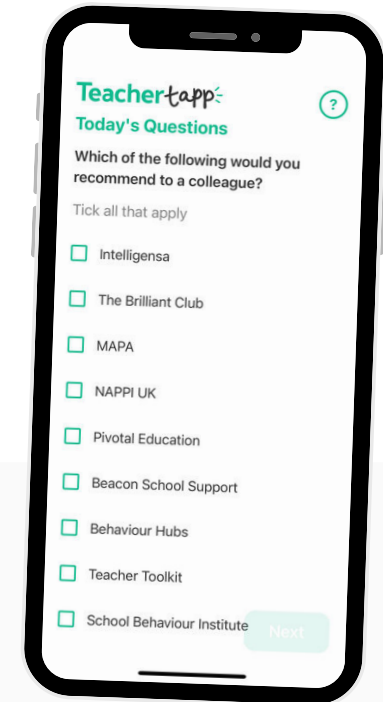 Teachertapp
?
Today's Questions
Which of the following would you
recommend to a colleague?
Tick all that apply
Intelligensa
The Brilliant Club
MAPA
NAPPI UK
Pivotal Education
Beacon School Support
Behaviour Hubs
Teacher Toolkit
School Behaviour Institute
Next